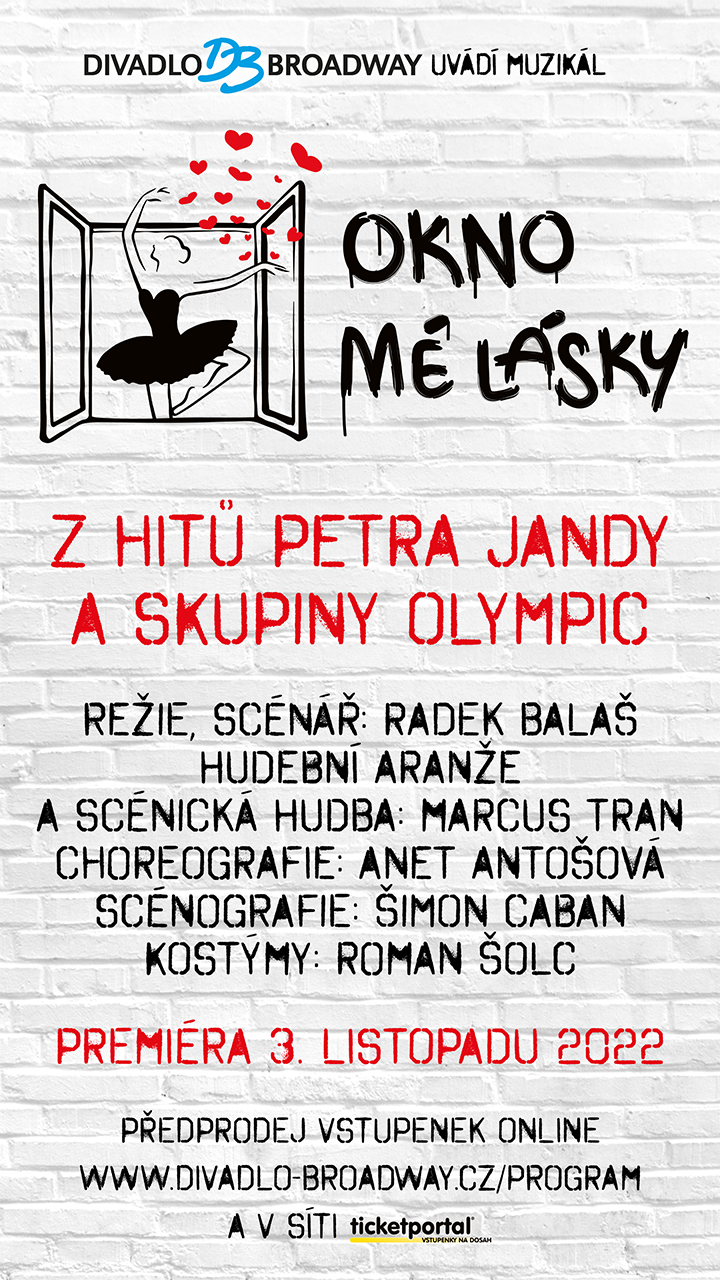 DIVADLO DB BROADWAY UVÁDÍ MUZIKÁL
OKNO
MÉ LÁSKY
Z HITŮ PETRA JANDY
A SKUPINY OLYMPIC
REŽIE, SCÉNÁŘ: RADEK BALAŠ
HUDEBNÍ ARANŽE
A SCÉNICKÁ HUDBA: MARCUS TRAN
CHOREOGRAFIE: ANET ANTOŠOVÁ
SCÉNOGRAFIE: ŠIMON CABAN
KOSTÝMY: ROMAN ŠOLC
PREMIÉRA 3. LISTOPADU 2022
PŘEDPRODEJ VSTUPENEK ONLINE
WWW.DIVADLO-BROADWAY.CZ/PROGRAM
A V SÍTI ticketportal®
VSTUPENKY NA DOSAH